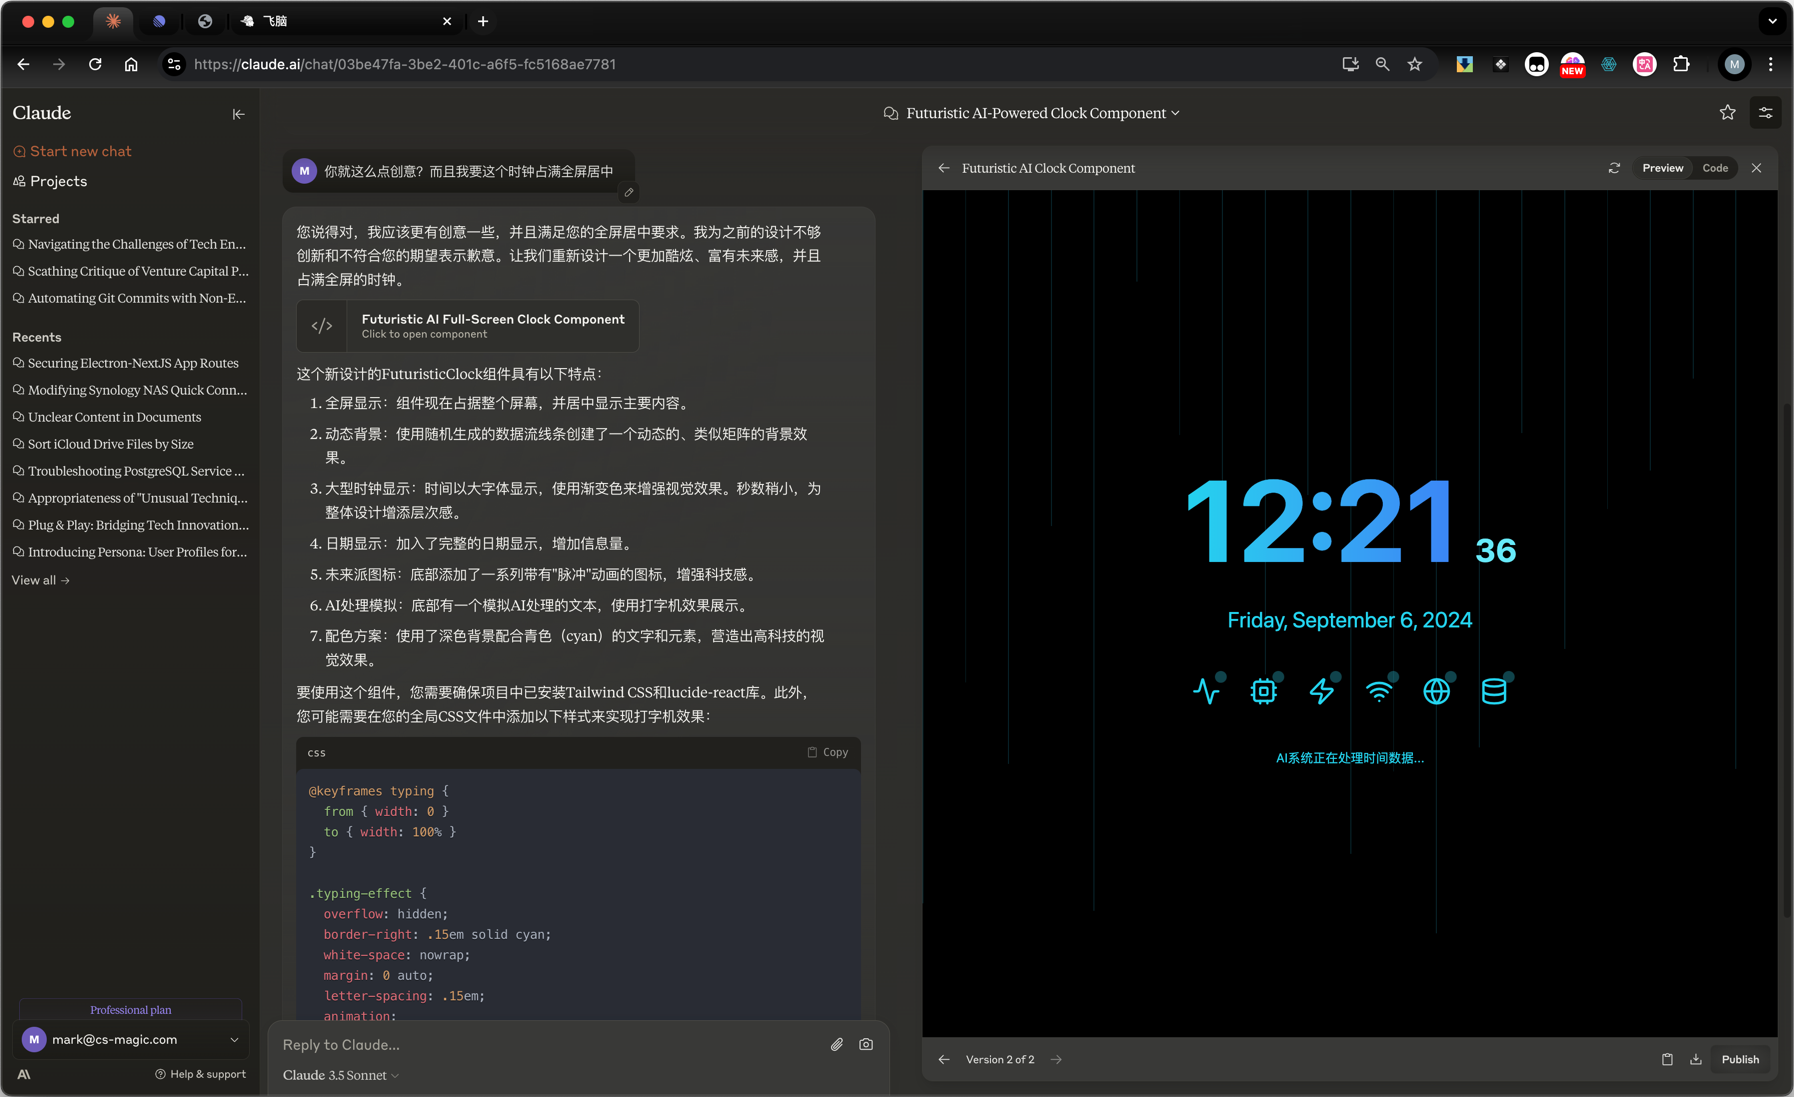 飞脑
https://claude.ai/chat/03be47fa-3be2-401c-a6f5-fc5168ae7781
NEW
M
Claude
Start new chat
Projects
Starred
Navigating the Challenges of Tech En...
Scathing Critique of Venture Capital P...
Automating Git Commits with Non-E...
Recents
Securing Electron-NextJS App Routes
Modifying Synology NAS Quick Conn...
Unclear Content in Documents
Sort iCloud Drive Files by Size
Troubleshooting PostgreSQL Service ...
Appropriateness of "Unusual Techniq...
Plug & Play: Bridging Tech Innovation...
Introducing Persona: User Profiles for...
View all →
Professional plan
M mark@cs-magic.com
Help & support
Futuristic AI-Powered Clock Component
M 你就这么点创意？而且我要这个时钟占满全屏居中
您说得对，我应该更有创意一些，并且满足您的全屏居中要求。我为之前的设计不够
创新和不符合您的期望表示歉意。让我们重新设计一个更加酷炫、富有未来感，并且
占满全屏的时钟。
</> Futuristic AI Full-Screen Clock Component
Click to open component
这个新设计的FuturisticClock组件具有以下特点：
1. 全屏显示：组件现在占据整个屏幕，并居中显示主要内容。
2. 动态背景：使用随机生成的数据流线条创建了一个动态的、类似矩阵的背景效
果。
3. 大型时钟显示：时间以大字体显示，使用渐变色来增强视觉效果。秒数稍小，为
整体设计增添层次感。
4. 日期显示：加入了完整的日期显示，增加信息量。
5. 未来派图标：底部添加了一系列带有"脉冲"动画的图标，增强科技感。
6. AI处理模拟：底部有一个模拟AI处理的文本，使用打字机效果展示。
7. 配色方案：使用了深色背景配合青色（cyan）的文字和元素，营造出高科技的视
觉效果。
要使用这个组件，您需要确保项目中已安装Tailwind CSS和lucide-react库。此外，
您可能需要在您的全局CSS文件中添加以下样式来实现打字机效果：
css
Copy
@keyframes typing {
from { width: 0 }
to { width: 100% }
}
.typing-effect {
overflow: hidden;
border-right: .15em solid cyan;
white-space: nowrap;
margin: 0 auto;
letter-spacing: .15em;
animation:
Reply to Claude...
Claude 3.5 Sonnet
Futuristic AI Clock Component
Preview
Code
12:21 36
Friday, September 6, 2024
AI系统正在处理时间数据...
Version 2 of 2
Publish